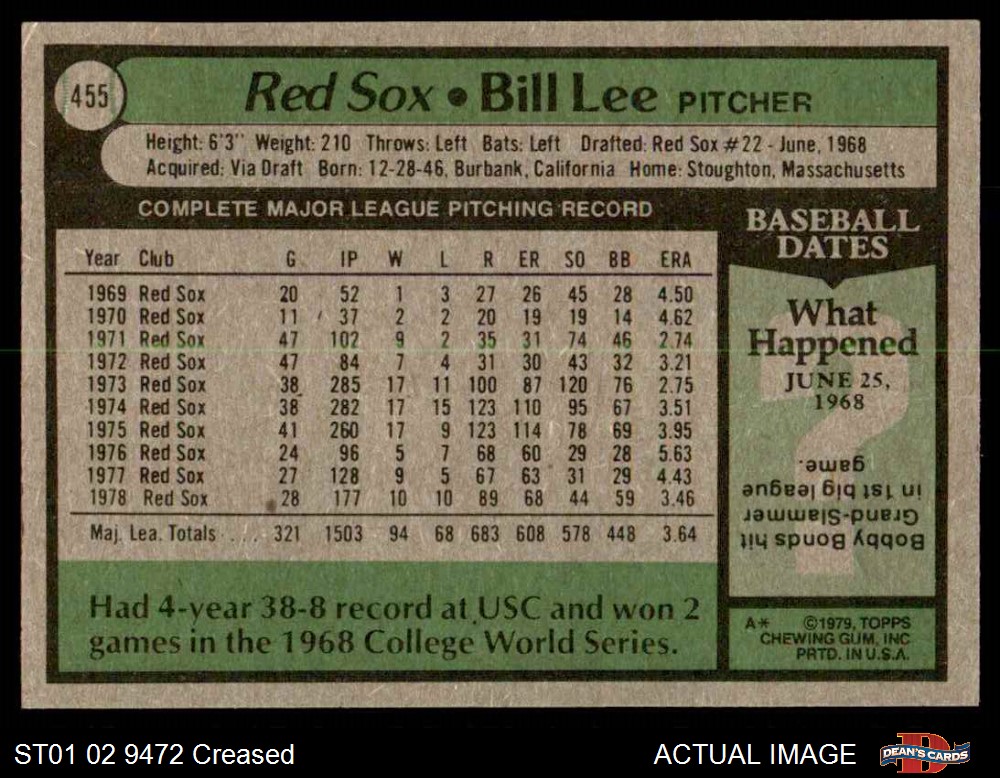 455
Red Sox • Bill Lee PITCHER
Height: 6'3" Weight: 210 Throws: Left Bats: Left Drafted: Red Sox #22 - June, 1968
Acquired: Via Draft Born: 12-28-46, Burbank, California Home: Stoughton, Massachusetts
COMPLETE MAJOR LEAGUE PITCHING RECORD
Year Club G IP W L R ER SO BB ERA
1969 Red Sox 20 52 1 3 27 26 45 28 4.50
1970 Red Sox 11 37 2 2 20 19 19 14 4.62
1971 Red Sox 47 102 9 2 35 31 74 46 2.74
1972 Red Sox 47 84 7 4 31 30 43 32 3.21
1973 Red Sox 38 285 17 11 100 87 120 76 2.75
1974 Red Sox 38 282 17 15 123 110 95 67 3.51
1975 Red Sox 41 260 17 9 123 114 78 69 3.95
1976 Red Sox 24 96 5 7 68 60 29 28 5.63
1977 Red Sox 27 128 9 5 67 63 31 29 4.43
1978 Red Sox 28 177 10 10 89 68 44 59 3.46
Maj. Lea. Totals . . . . 321 1503 94 68 683 608 578 448 3.64
Had 4-year 38-8 record at USC and won 2
games in the 1968 College World Series.
BASEBALL
DATES
What
Happened
JUNE 25,
1968
?
Bobby Bonds hit
Grand-Slammer
in 1st big league
game.
A* ©1979, TOPPS
CHEWING GUM, INC
PRTD. IN U.S.A.
ST01 02 9472 Creased
ACTUAL IMAGE
D
DEAN'S CARDS